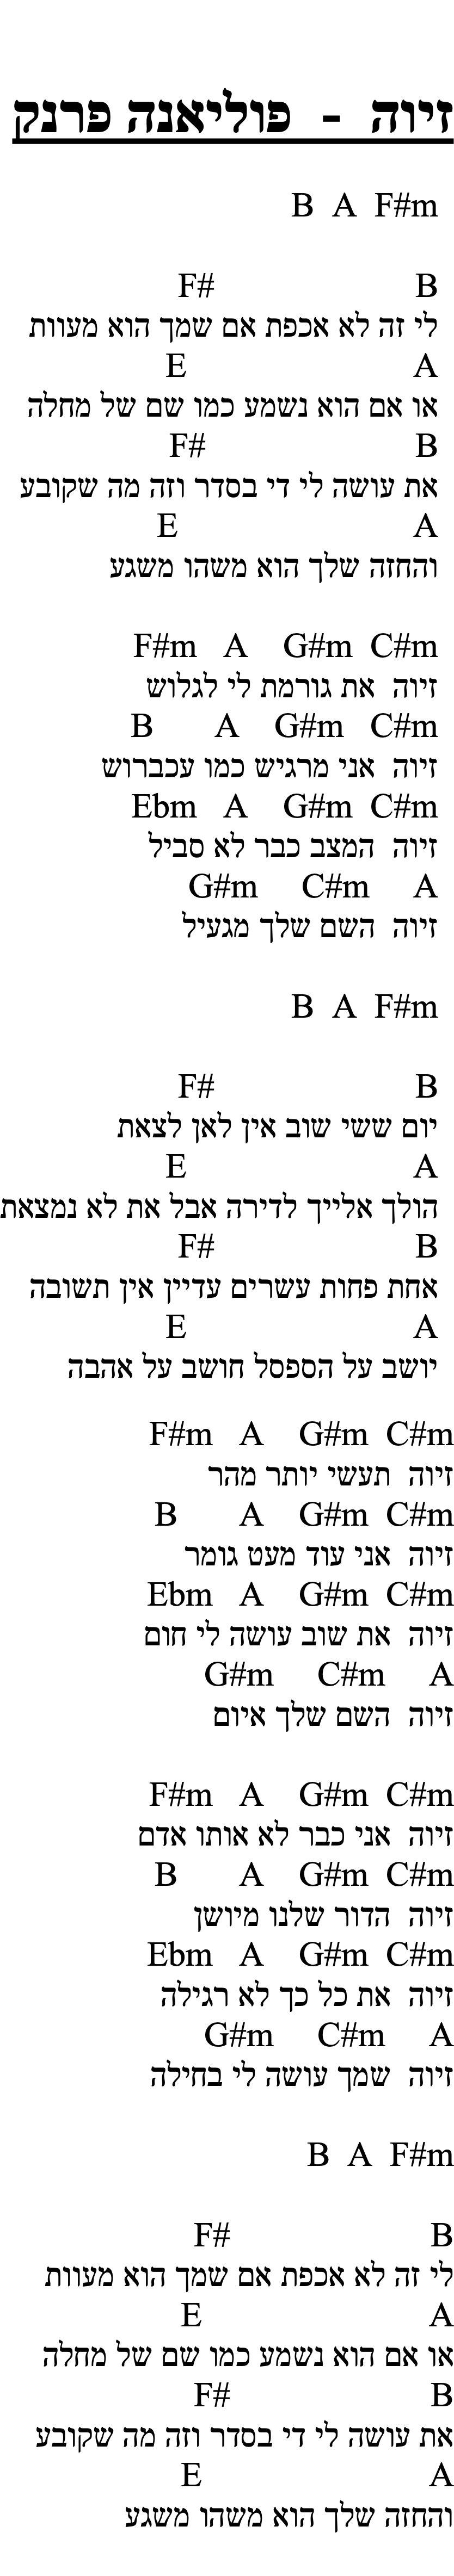 זיוה - פוליאנה פרנק
B A F#m
F# B
לי זה לא אכפת אם שמך הוא מעוות
E A
או אם הוא נשמע כמו שם של מחלה
F# B
את עושה לי די בסדר וזה מה שקובע
E A
והחזה שלך הוא משהו משגע
F#m A G#m C#m
זיוה את גורמת לי לגלוש
B A G#m C#m
זיוה אני מרגיש כמו עכברוש
Ebm A G#m C#m
זיוה המצב כבר לא סביל
G#m C#m A
זיוה השם שלך מגעיל
B A F#m
F# B
יום ששי שוב אין לאן לצאת
E A
הולך אלייך לדירה אבל את לא נמצאת
F# B
אחת פחות עשרים עדיין אין תשובה
E A
יושב על הספסל חושב על אהבה
F#m A G#m C#m
זיוה תעשי יותר מהר
B A G#m C#m
זיוה אני עוד מעט גומר
Ebm A G#m C#m
זיוה את שוב עושה לי חום
G#m C#m A
זיוה השם שלך איום
F#m A G#m C#m
זיוה אני כבר לא אותו אדם
B A G#m C#m
זיוה הדור שלנו מיושן
Ebm A G#m C#m
זיוה את כל כך לא רגילה
G#m C#m A
זיוה שמך עושה לי בחילה
B A F#m
F# B
לי זה לא אכפת אם שמך הוא מעוות
E A
או אם הוא נשמע כמו שם של מחלה
F# B
את עושה לי די בסדר וזה מה שקובע
E A
והחזה שלך הוא משהו משגע